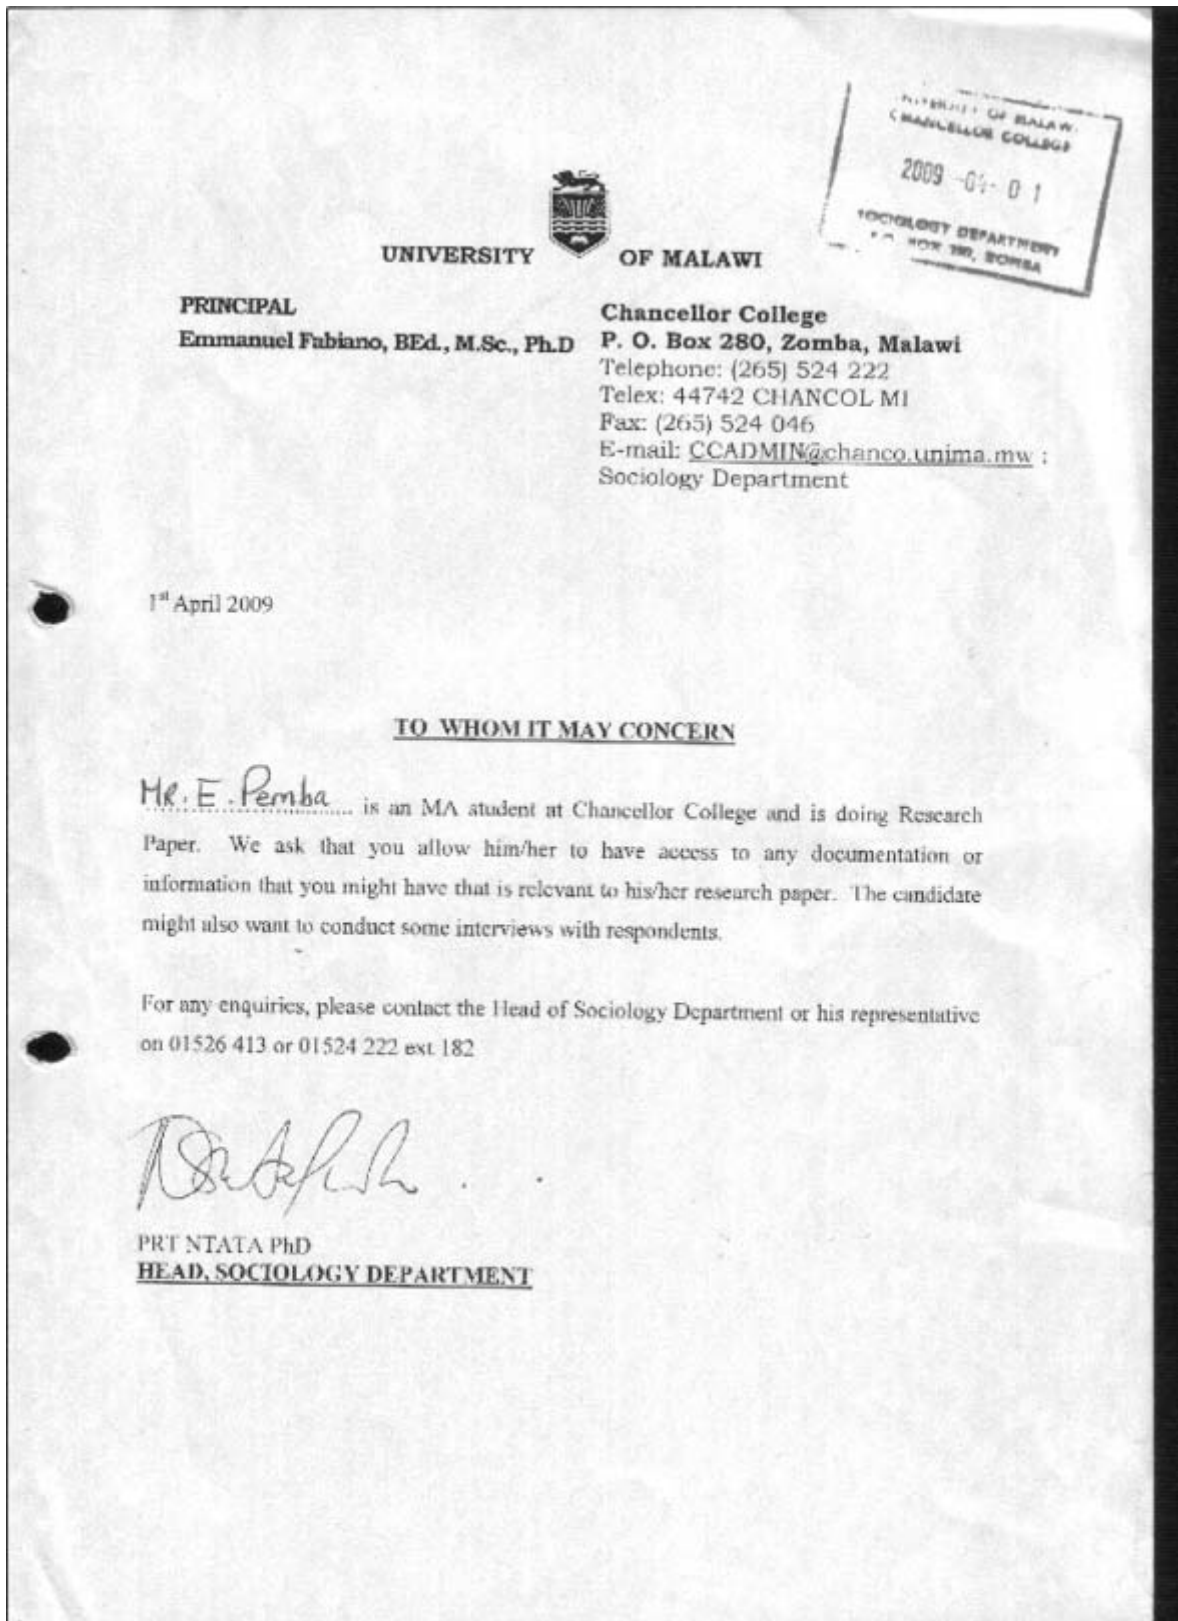 UNIVERSITY OF MALAWI
CHANCELLOR COLLEGE
2009 -04- 01
SOCIOLOGY DEPARTMENT
BOX 280, ZOMBA
UNIVERSITY OF MALAWI
PRINCIPAL
Emmanuel Fabiano, BEd., M.Sc., Ph.D
Chancellor College
P. O. Box 280, Zomba, Malawi
Telephone: (265) 524 222
Telex: 44742 CHANCOL MI
Fax: (265) 524 046
E-mail: CCADMIN@chanco.unima.mw :
Sociology Department
1st April 2009
TO WHOM IT MAY CONCERN
MR. E. Pemba is an MA student at Chancellor College and is doing Research
Paper. We ask that you allow him/her to have access to any documentation or
information that you might have that is relevant to his/her research paper. The candidate
might also want to conduct some interviews with respondents.
For any enquiries, please contact the Head of Sociology Department or his representative
on 01526 413 or 01524 222 ext 182
PRT NTATA PhD
HEAD, SOCIOLOGY DEPARTMENT